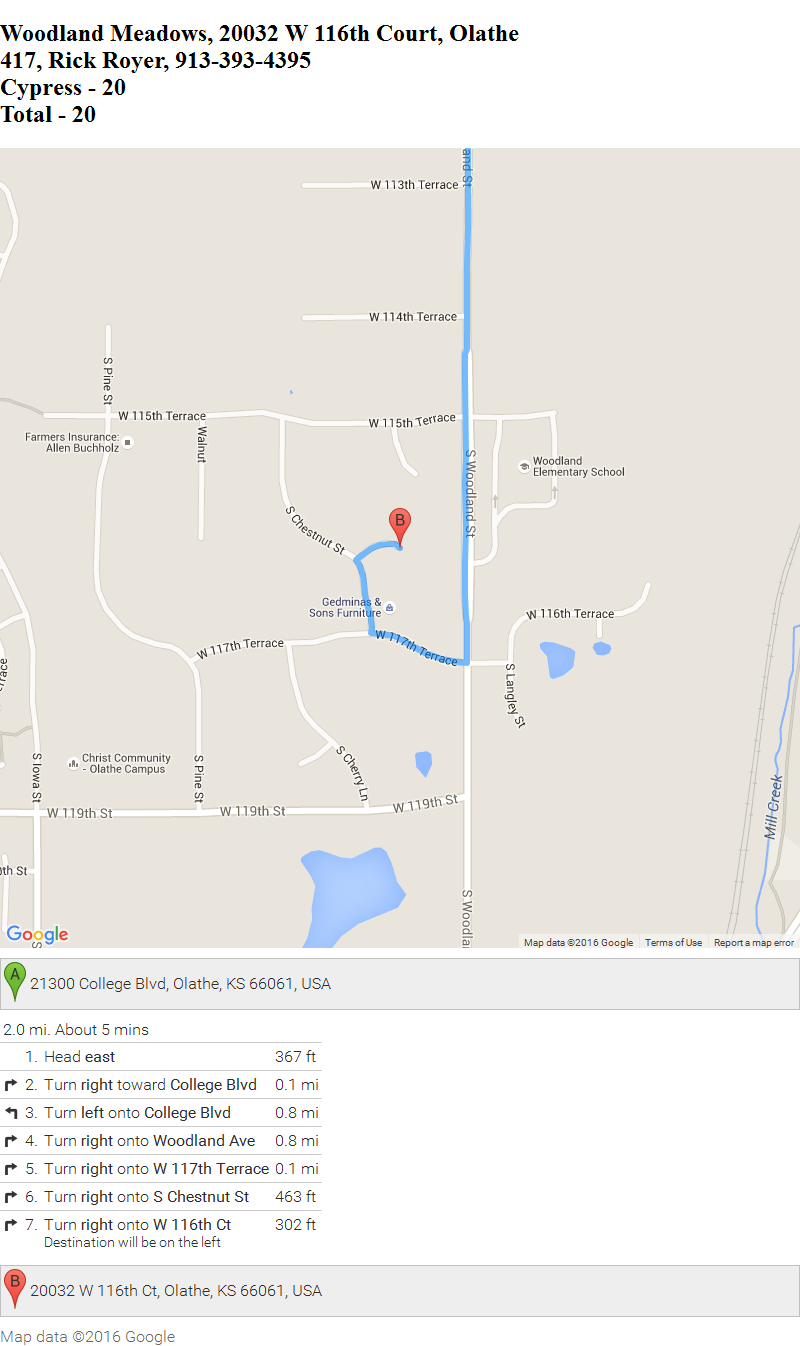 Woodland Meadows, 20032 W 116th Court, Olathe
417, Rick Royer, 913-393-4395
Cypress - 20
Total - 20
and St
W 113th Terrace
W 114th Terrace
S Pine St
W 115th Terrace
W 115th Terrace
Farmers Insurance:
Allen Buchholz
Walnut
S Woodland St
Woodland
Elementary School
S Chestnut St
B
Gedminas &
Sons Furniture
W 116th Terrace
W 117th Terrace
W 117th Terrace
rrace
S Langley St
S Iowa St
Christ Community
- Olathe Campus
S Pine St
S Cherry Ln
Mill Creek
W 119th St
W 119th St
W 119th St
8th St
S Woodla
Google
S
Map data ©2016 Google
Terms of Use
Report a map error
A
21300 College Blvd, Olathe, KS 66061, USA
2.0 mi. About 5 mins
1. Head east 367 ft
2. Turn right toward College Blvd 0.1 mi
3. Turn left onto College Blvd 0.8 mi
4. Turn right onto Woodland Ave 0.8 mi
5. Turn right onto W 117th Terrace 0.1 mi
6. Turn right onto S Chestnut St 463 ft
7. Turn right onto W 116th Ct 302 ft
Destination will be on the left
B
20032 W 116th Ct, Olathe, KS 66061, USA
Map data ©2016 Google